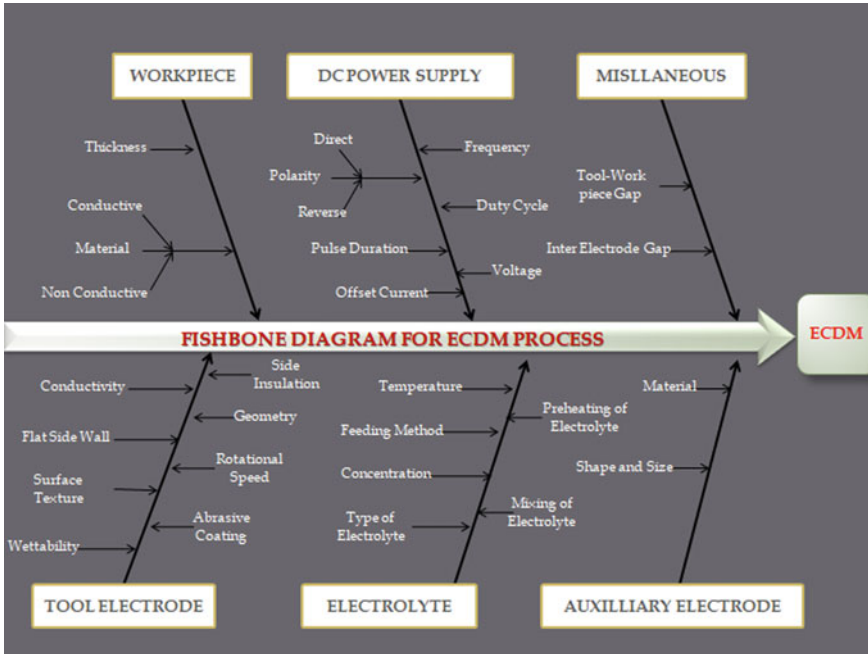 WORKPIECE
DC POWER SUPPLY
MISLLANEOUS
Thickness
Conductive
Material
Non Conductive
Direct
Polarity
Reverse
Pulse Duration
Offset Current
Frequency
Duty Cycle
Voltage
Tool-Work
piece Gap
Inter Electrode Gap
FISHBONE DIAGRAM FOR ECDM PROCESS
ECDM
Conductivity
Flat Side Wall
Surface
Texture
Wettability
Side
Insulation
Geometry
Rotational
Speed
Abrasive
Coating
Temperature
Feeding Method
Concentration
Type of
Electrolyte
Preheating of
Electrolyte
Mixing of
Electrolyte
Material
Shape and Size
TOOL ELECTRODE
ELECTROLYTE
AUXILLIARY ELECTRODE